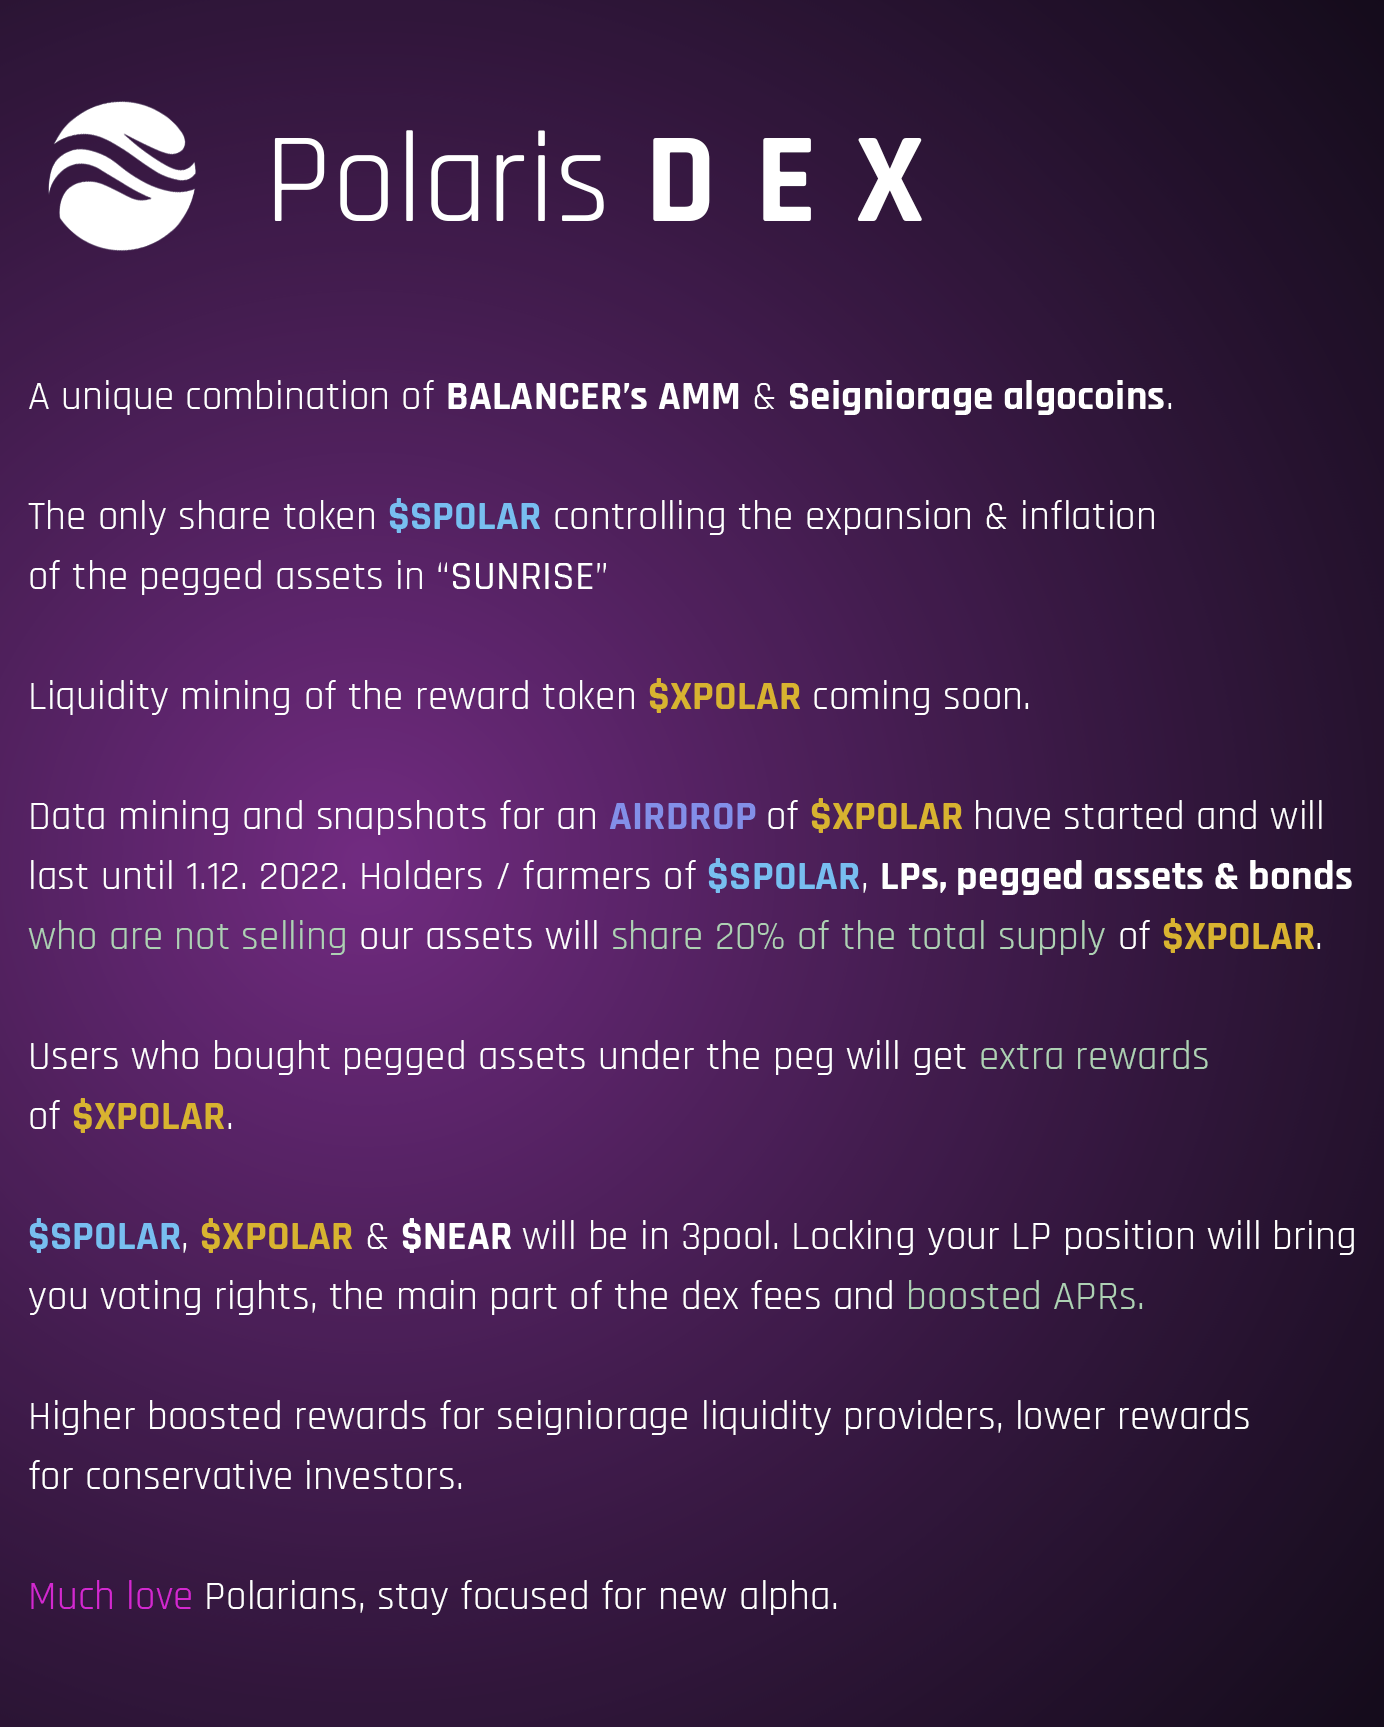 Polaris DEX
A unique combination of BALANCER’s AMM & Seigniorage algocoins.
The only share token $SPOLAR controlling the expansion & inflation
of the pegged assets in “SUNRISE”
Liquidity mining of the reward token $XPOLAR coming soon.
Data mining and snapshots for an AIRDROP of $XPOLAR have started and will
last until 1.12. 2022. Holders / farmers of $SPOLAR, LPs, pegged assets & bonds
who are not selling our assets will share 20% of the total supply of $XPOLAR.
Users who bought pegged assets under the peg will get extra rewards
of $XPOLAR.
$SPOLAR, $XPOLAR & $NEAR will be in 3pool. Locking your LP position will bring
you voting rights, the main part of the dex fees and boosted APRs.
Higher boosted rewards for seigniorage liquidity providers, lower rewards
for conservative investors.
Much love Polarians, stay focused for new alpha.